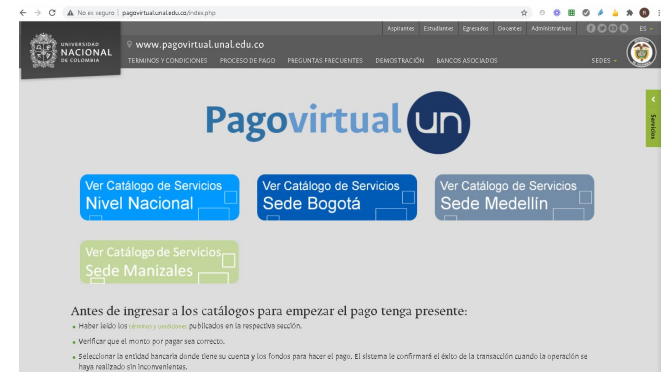 No es seguro | pagovirtual.unal.edu.co/index.php
Aspirantes Estudiantes Egresados Docentes Administrativos ES
UNIVERSIDAD
NACIONAL
DE COLOMBIA
www.pagovirtual.unal.edu.co
TERMINOS Y CONDICIONES PROCESO DE PAGO PREGUNTAS FRECUENTES DEMOSTRACIÓN BANCOS ASOCIADOS SEDES
Servicios
Pagovirtual un
Ver Catálogo de Servicios
Nivel Nacional
Ver Catálogo de Servicios
Sede Bogotá
Ver Catálogo de Servicios
Sede Medellín
Ver Catálogo de Servicios
Sede Manizales
Antes de ingresar a los catálogos para empezar el pago tenga presente:
Haber leído los términos y condiciones publicados en la respectiva sección.
Verificar que el monto por pagar sea correcto.
Seleccionar la entidad bancaria donde tiene su cuenta y los fondos para hacer el pago. El sistema le confirmará el éxito de la transacción cuando la operación se
haya realizado sin inconvenientes.